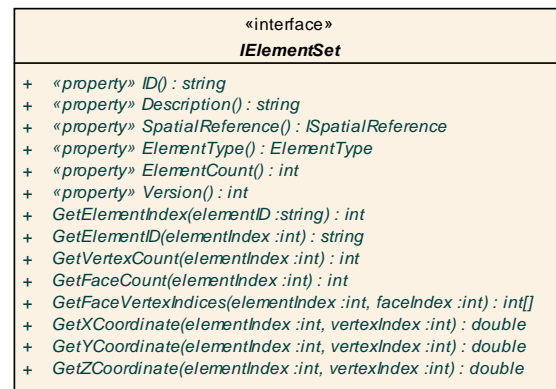 «interface»
IElementSet
+ «property» ID() : string
+ «property» Description() : string
+ «property» SpatialReference() : ISpatialReference
+ «property» ElementType() : ElementType
+ «property» ElementCount() : int
+ «property» Version() : int
+ GetElementIndex(elementID :string) : int
+ GetElementID(elementIndex :int) : string
+ GetVertexCount(elementIndex :int) : int
+ GetFaceCount(elementIndex :int) : int
+ GetFaceVertexIndices(elementIndex :int, faceIndex :int) : int[]
+ GetXCoordinate(elementIndex :int, vertexIndex :int) : double
+ GetYCoordinate(elementIndex :int, vertexIndex :int) : double
+ GetZCoordinate(elementIndex :int, vertexIndex :int) : double